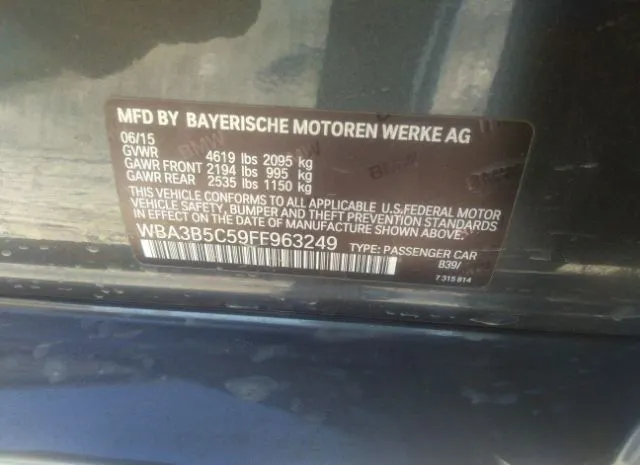 MFD BY BAYERISCHE MOTOREN WERKE AG
06/15
GVWR 4619 lbs 2095 kg
GAWR FRONT 2194 lbs 995 kg
GAWR REAR 2535 lbs 1150 kg
THIS VEHICLE CONFORMS TO ALL APPLICABLE U.S.FEDERAL MOTOR
VEHICLE SAFETY, BUMPER AND THEFT PREVENTION STANDARDS IN
EFFECT ON THE DATE OF MANUFACTURE SHOWN ABOVE.
WBA3B5C59FF963249 TYPE: PASSENGER CAR
B39/
7 315 814